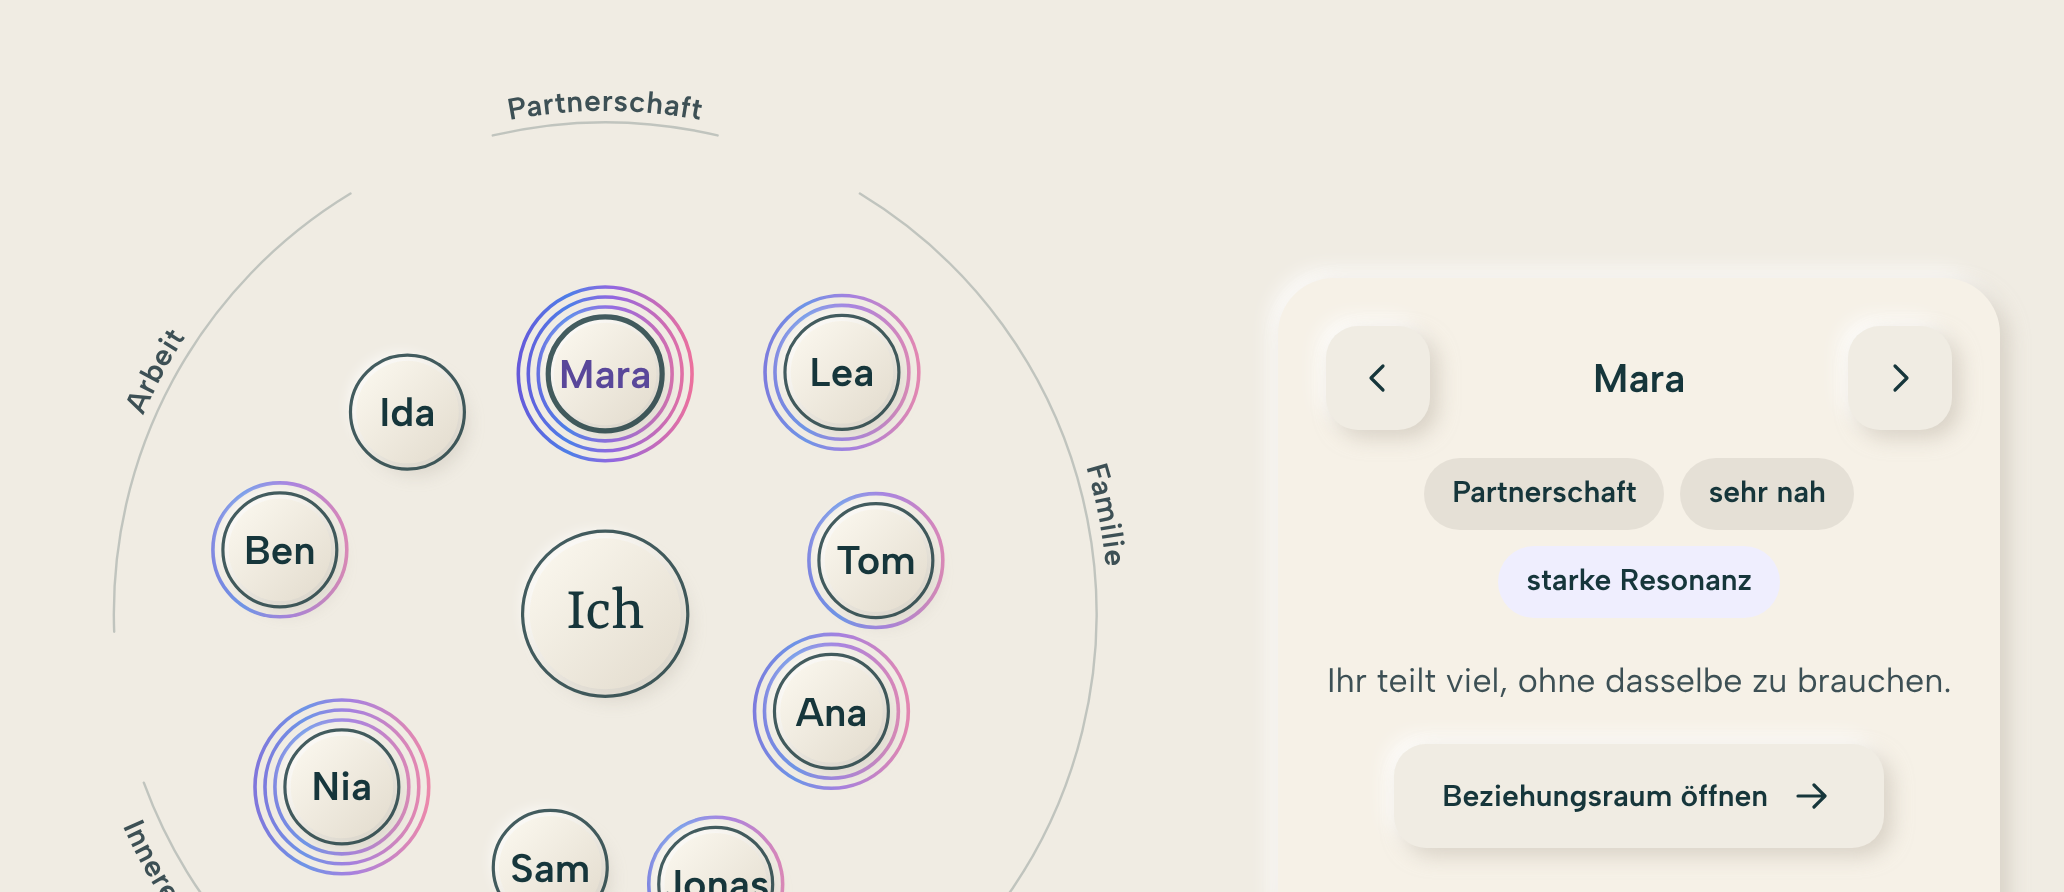 Partnerschaft
Arbeit
Familie
Ida
Mara
Lea
Ben
Ich
Tom
Ana
Nia
Sam
Jonas
Mara
Partnerschaft
sehr nah
starke Resonanz
Ihr teilt viel, ohne dasselbe zu brauchen.
Beziehungsraum öffnen